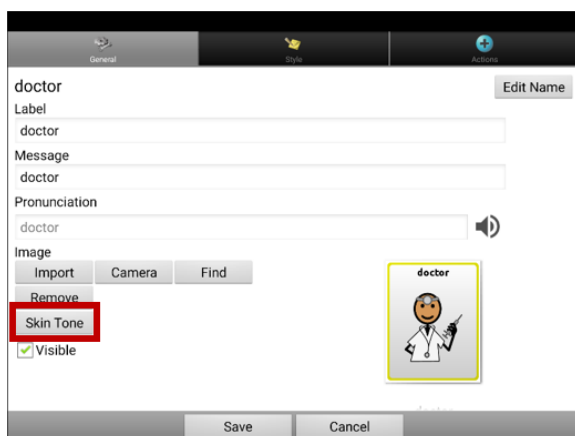 General Style Actions
doctor Edit Name
Label
doctor
Message
doctor
Pronunciation
doctor
Image
Import Camera Find doctor
Remove
Skin Tone
Visible
doctor
Save Cancel